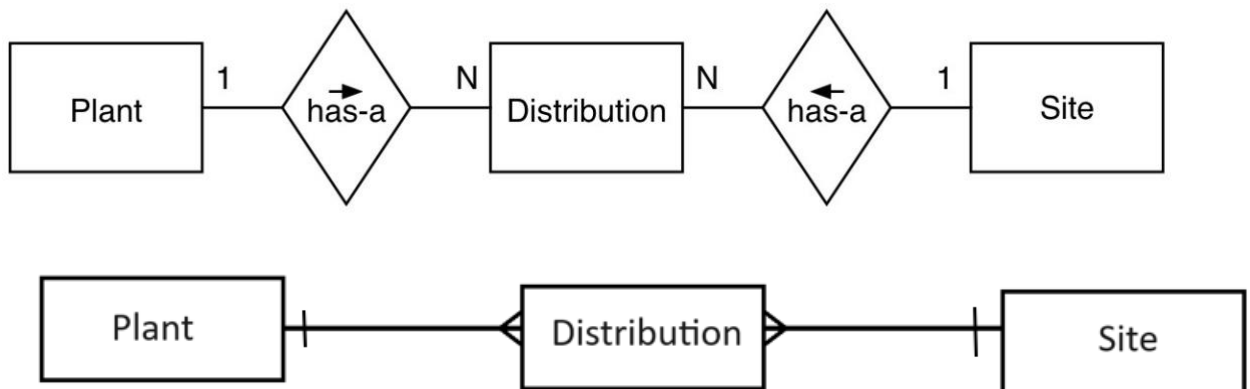 Plant 1 has-a N Distribution N has-a 1 Site
Plant Distribution Site